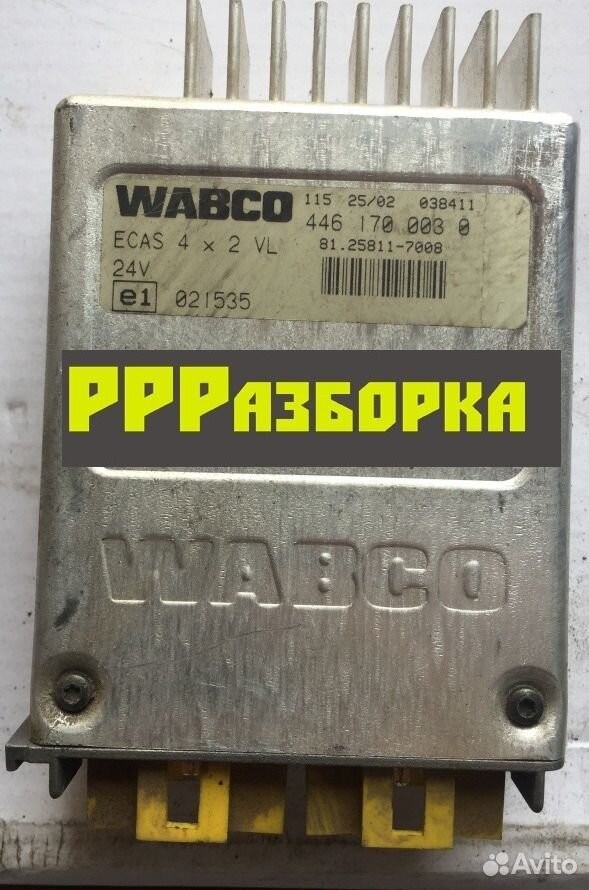 WABCO 115 25/02 038411
446 170 003 0
ECAS 4 x 2 VL 81.25811-7008
24V
e1 021535
РРРАЗБОРКА
WABCO
Avito